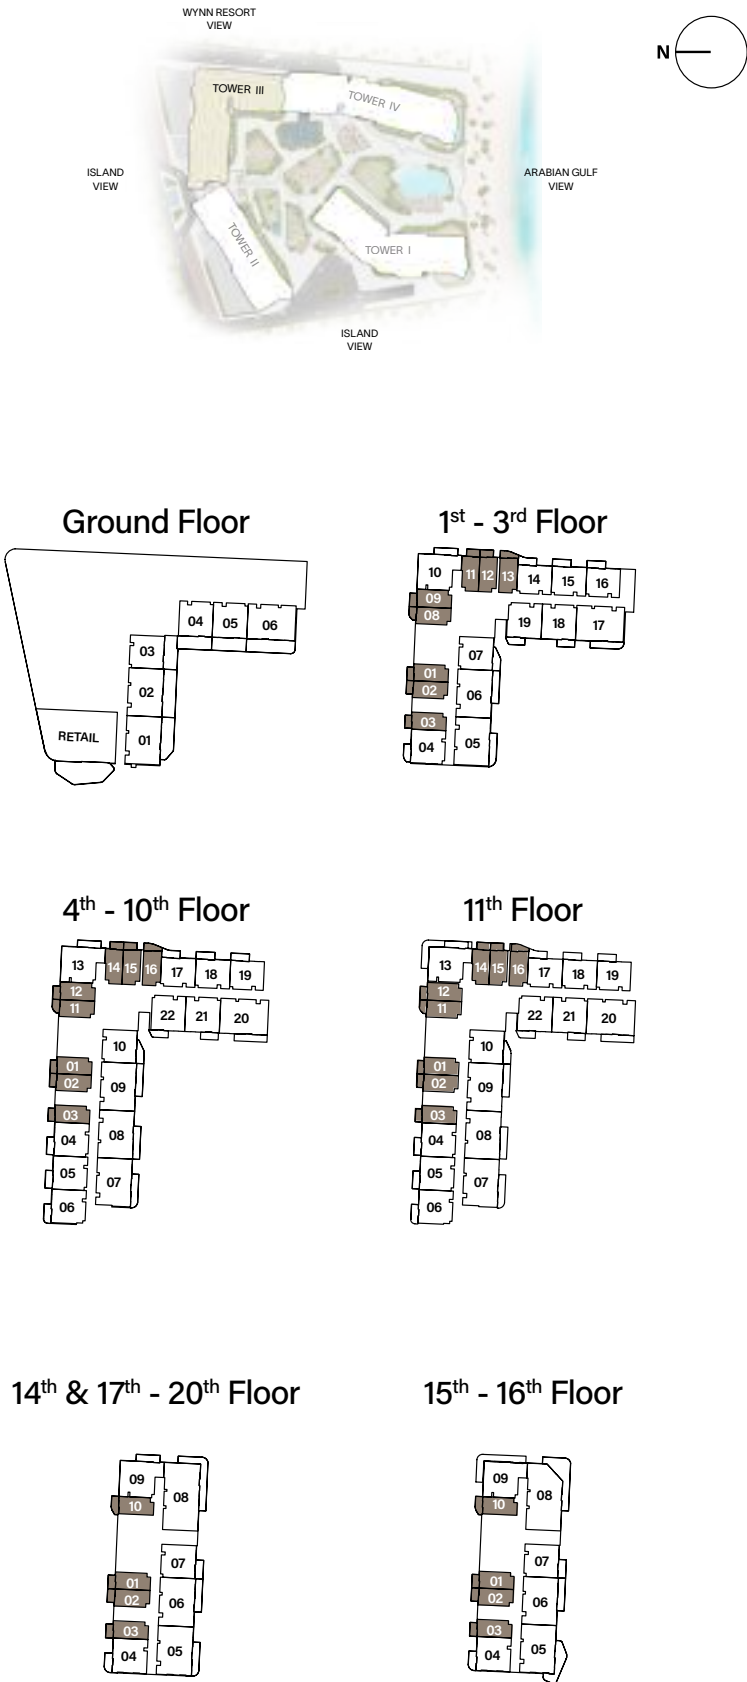 WYNN RESORT
VIEW
N
TOWER III
TOWER IV
ISLAND
VIEW
ARABIAN GULF
VIEW
TOWER II
TOWER I
ISLAND
VIEW
Ground Floor
04 05 06
03
02
01
RETAIL
1st - 3rd Floor
10 11 12 13 14 15 16
09
08
19 18 17
07
01
02
06
03
04
05
4th - 10th Floor
13 14 15 16 17 18 19
12
11
22 21 20
10
01
02
09
03
04
08
05
07
06
11th Floor
13 14 15 16 17 18 19
12
11
22 21 20
10
01
02
09
03
04
08
05
07
06
14th & 17th - 20th Floor
09
08
10
07
01
02
06
03
04
05
15th - 16th Floor
09
08
10
07
01
02
06
03
04
05